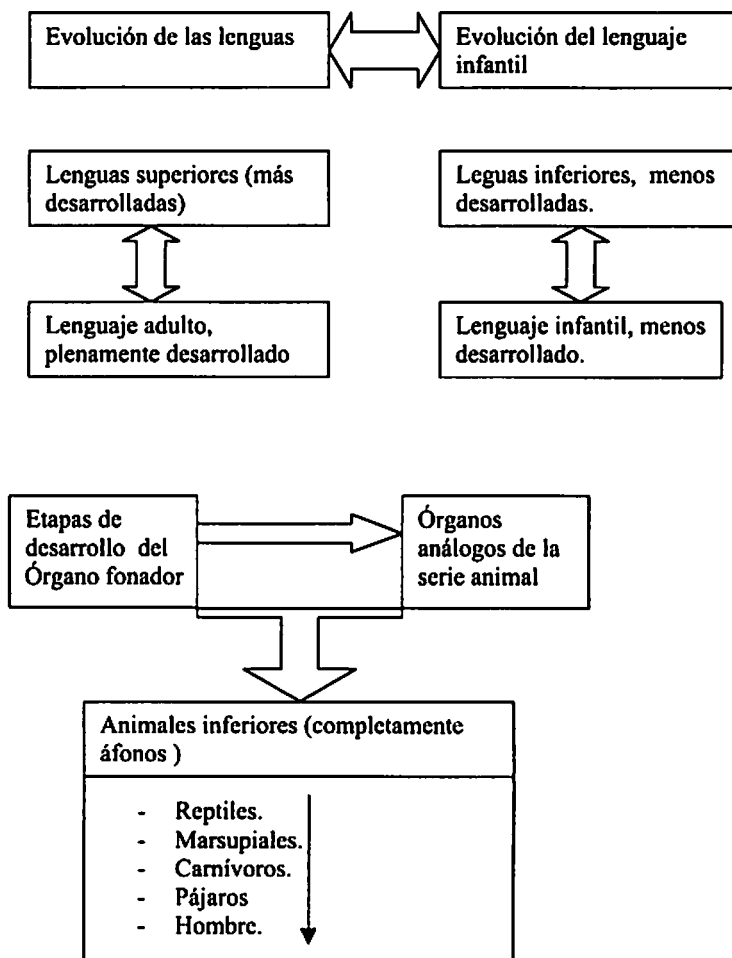 Evolución de las lenguas
Evolución del lenguaje
infantil
Lenguas superiores (más
desarrolladas)
Leguas inferiores, menos
desarrolladas.
Lenguaje adulto,
plenamente desarrollado
Lenguaje infantil, menos
desarrollado.
Etapas de
desarrollo del
Órgano fonador
Órganos
análogos de la
serie animal
Animales inferiores (completamente
áfonos )
- Reptiles.
- Marsupiales.
- Carnívoros.
- Pájaros
- Hombre.